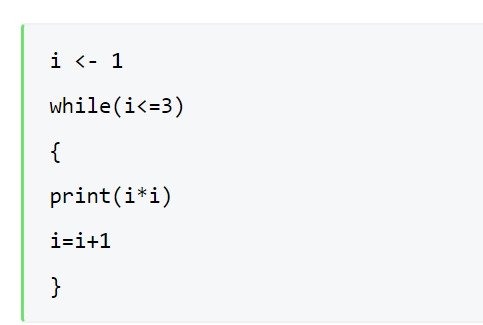 i <- 1
while(i<=3)
{
print(i*i)
i=i+1
}